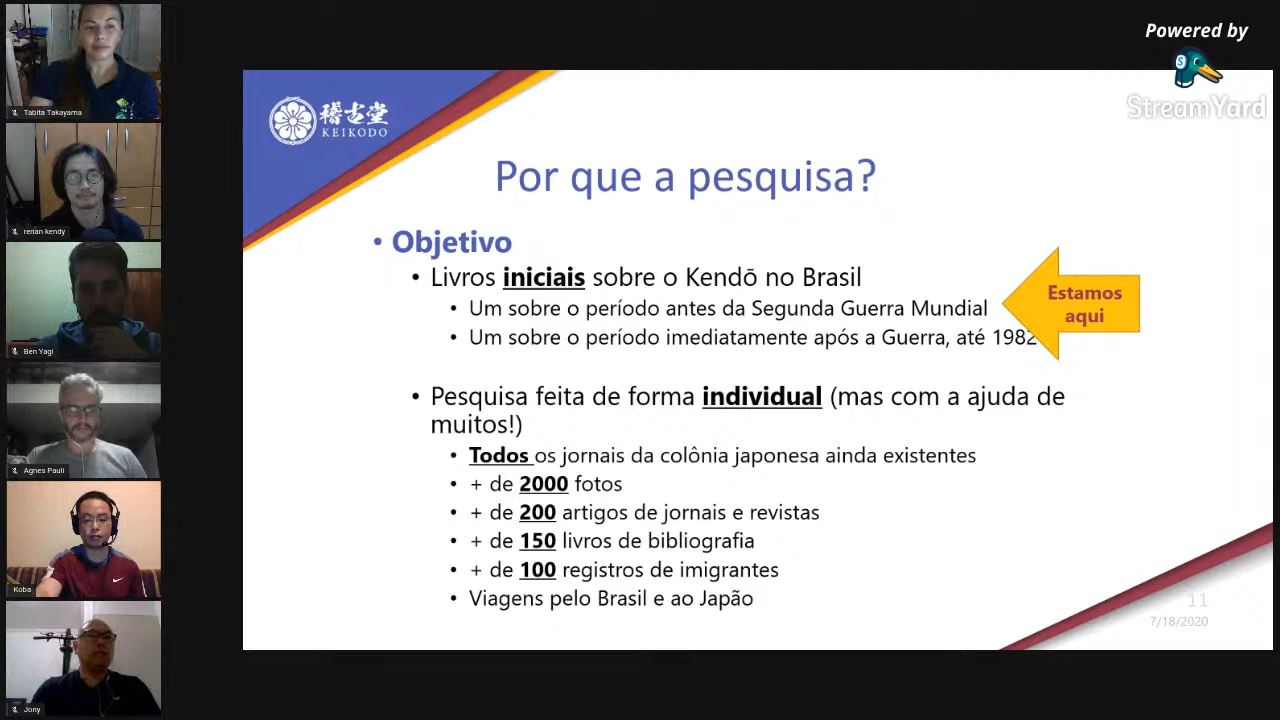 Powered by
StreamYard
Tabita Takayama
renan kendy
Ben Yagi
Agnes Pauli
Koba
Jony
稽古堂
KEIKODO
Por que a pesquisa?
• Objetivo
• Livros iniciais sobre o Kendō no Brasil
• Um sobre o período antes da Segunda Guerra Mundial
• Um sobre o período imediatamente após a Guerra, até 1982
Estamos
aqui
• Pesquisa feita de forma individual (mas com a ajuda de
muitos!)
• Todos os jornais da colônia japonesa ainda existentes
• + de 2000 fotos
• + de 200 artigos de jornais e revistas
• + de 150 livros de bibliografia
• + de 100 registros de imigrantes
• Viagens pelo Brasil e ao Japão
11
7/18/2020